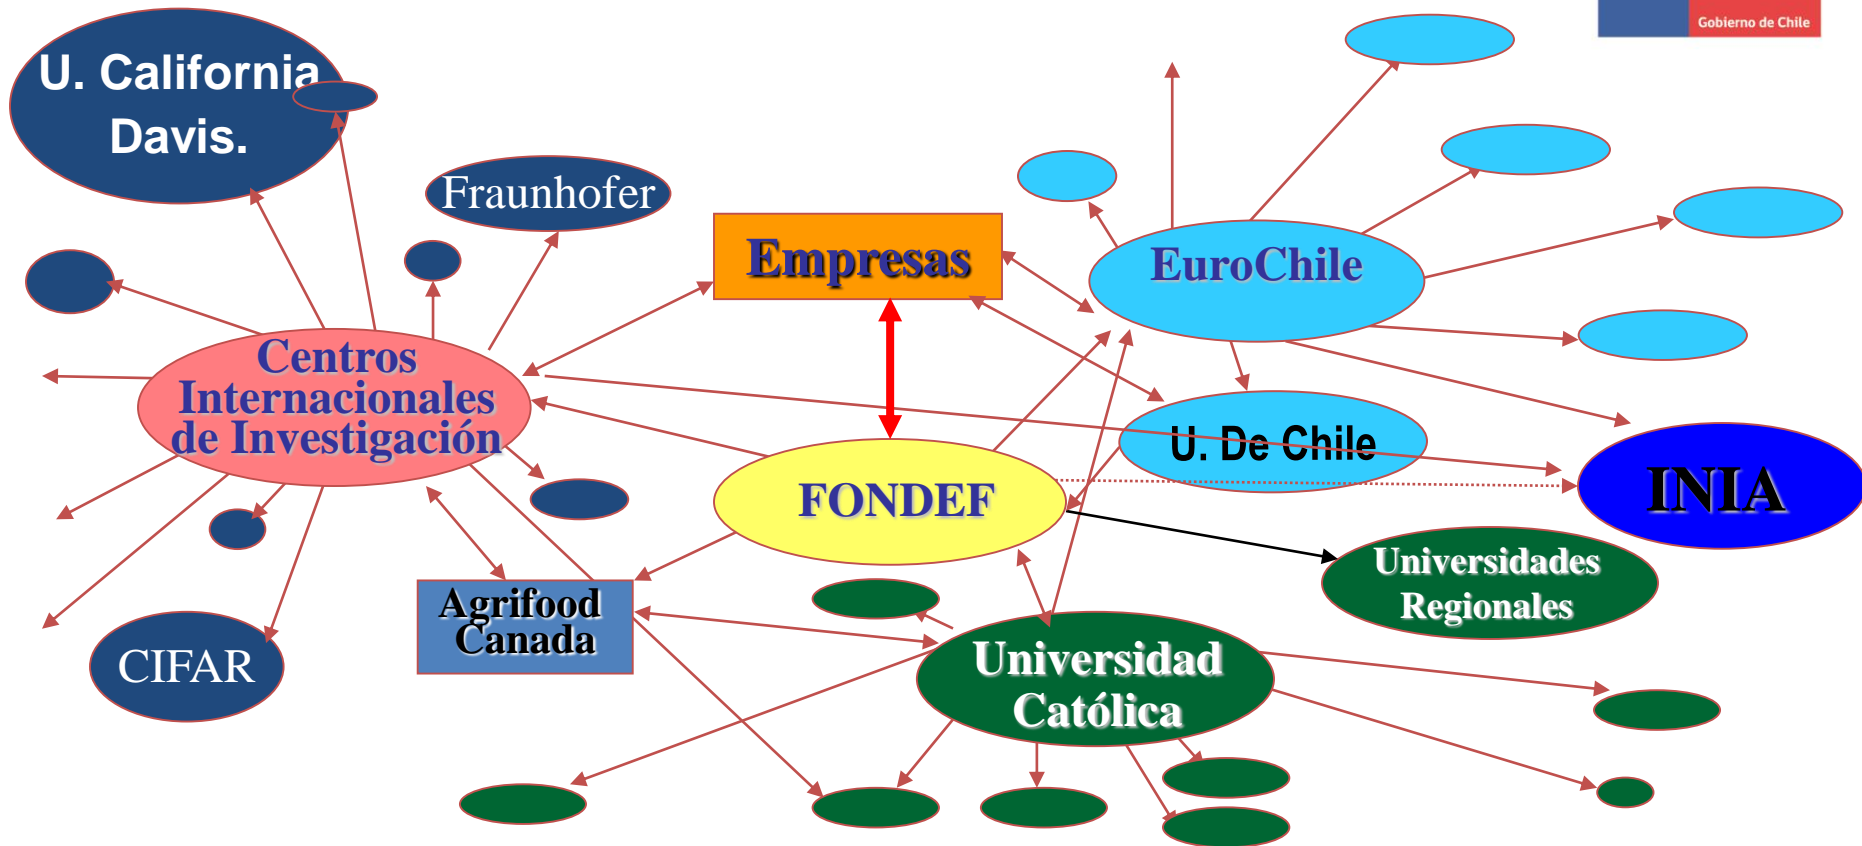 Gobierno de Chile
U. California
Davis.
Fraunhofer
Empresas
EuroChile
Centros
Internacionales
de Investigación
U. De Chile
FONDEF
INIA
Universidades
Regionales
Agrifood
Canada
CIFAR
Universidad
Católica